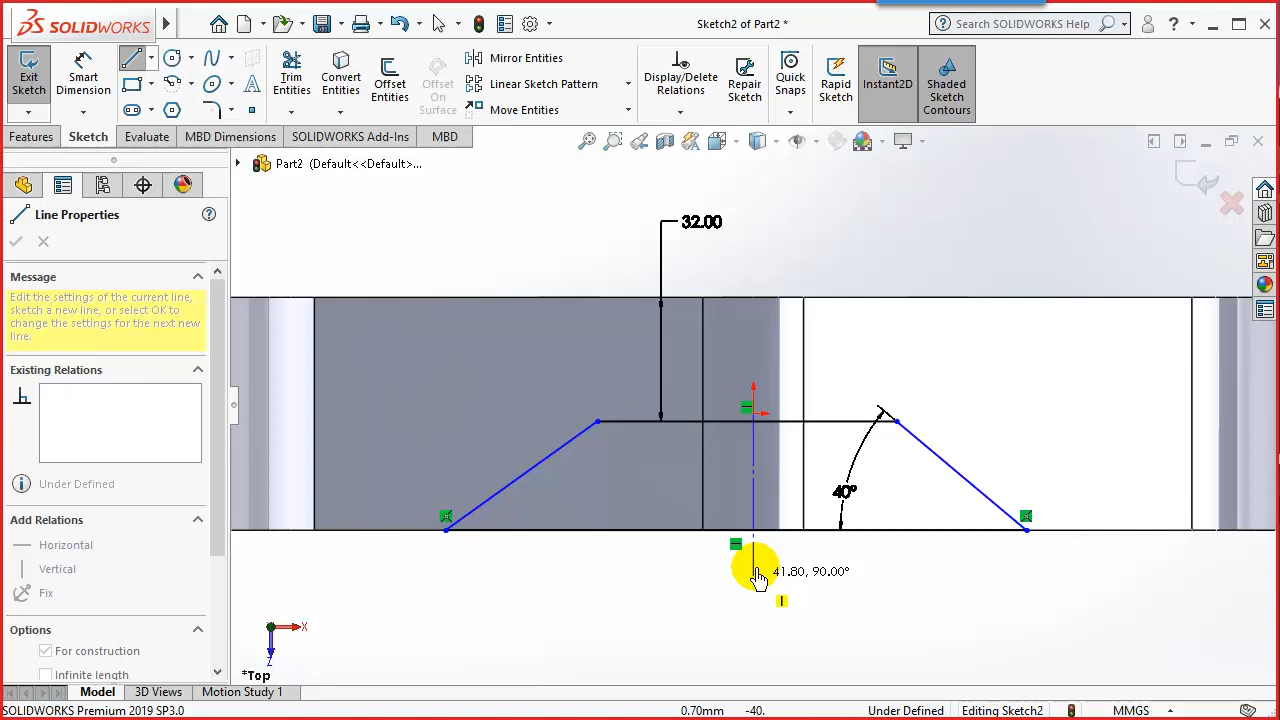 SOLIDWORKS
Sketch2 of Part2 *
Search SOLIDWORKS Help
?
Exit Sketch
Smart Dimension
Trim Entities
Convert Entities
Offset Entities
Offset On Surface
Mirror Entities
Linear Sketch Pattern
Move Entities
Display/Delete Relations
Repair Sketch
Quick Snaps
Rapid Sketch
Instant2D
Shaded Sketch Contours
Features
Sketch
Evaluate
MBD Dimensions
SOLIDWORKS Add-Ins
MBD
Part2 (Default<<Default>...
Line Properties
?
Message
Edit the settings of the current line,
sketch a new line, or select OK to
change the settings for the next new
line.
Existing Relations
Under Defined
Add Relations
Horizontal
Vertical
Fix
Options
For construction
Infinite length
32.00
40°
41.80, 90.00°
X
Z
*Top
Model
3D Views
Motion Study 1
SOLIDWORKS Premium 2019 SP3.0
0.70mm
-40.
Under Defined
Editing Sketch2
MMGS